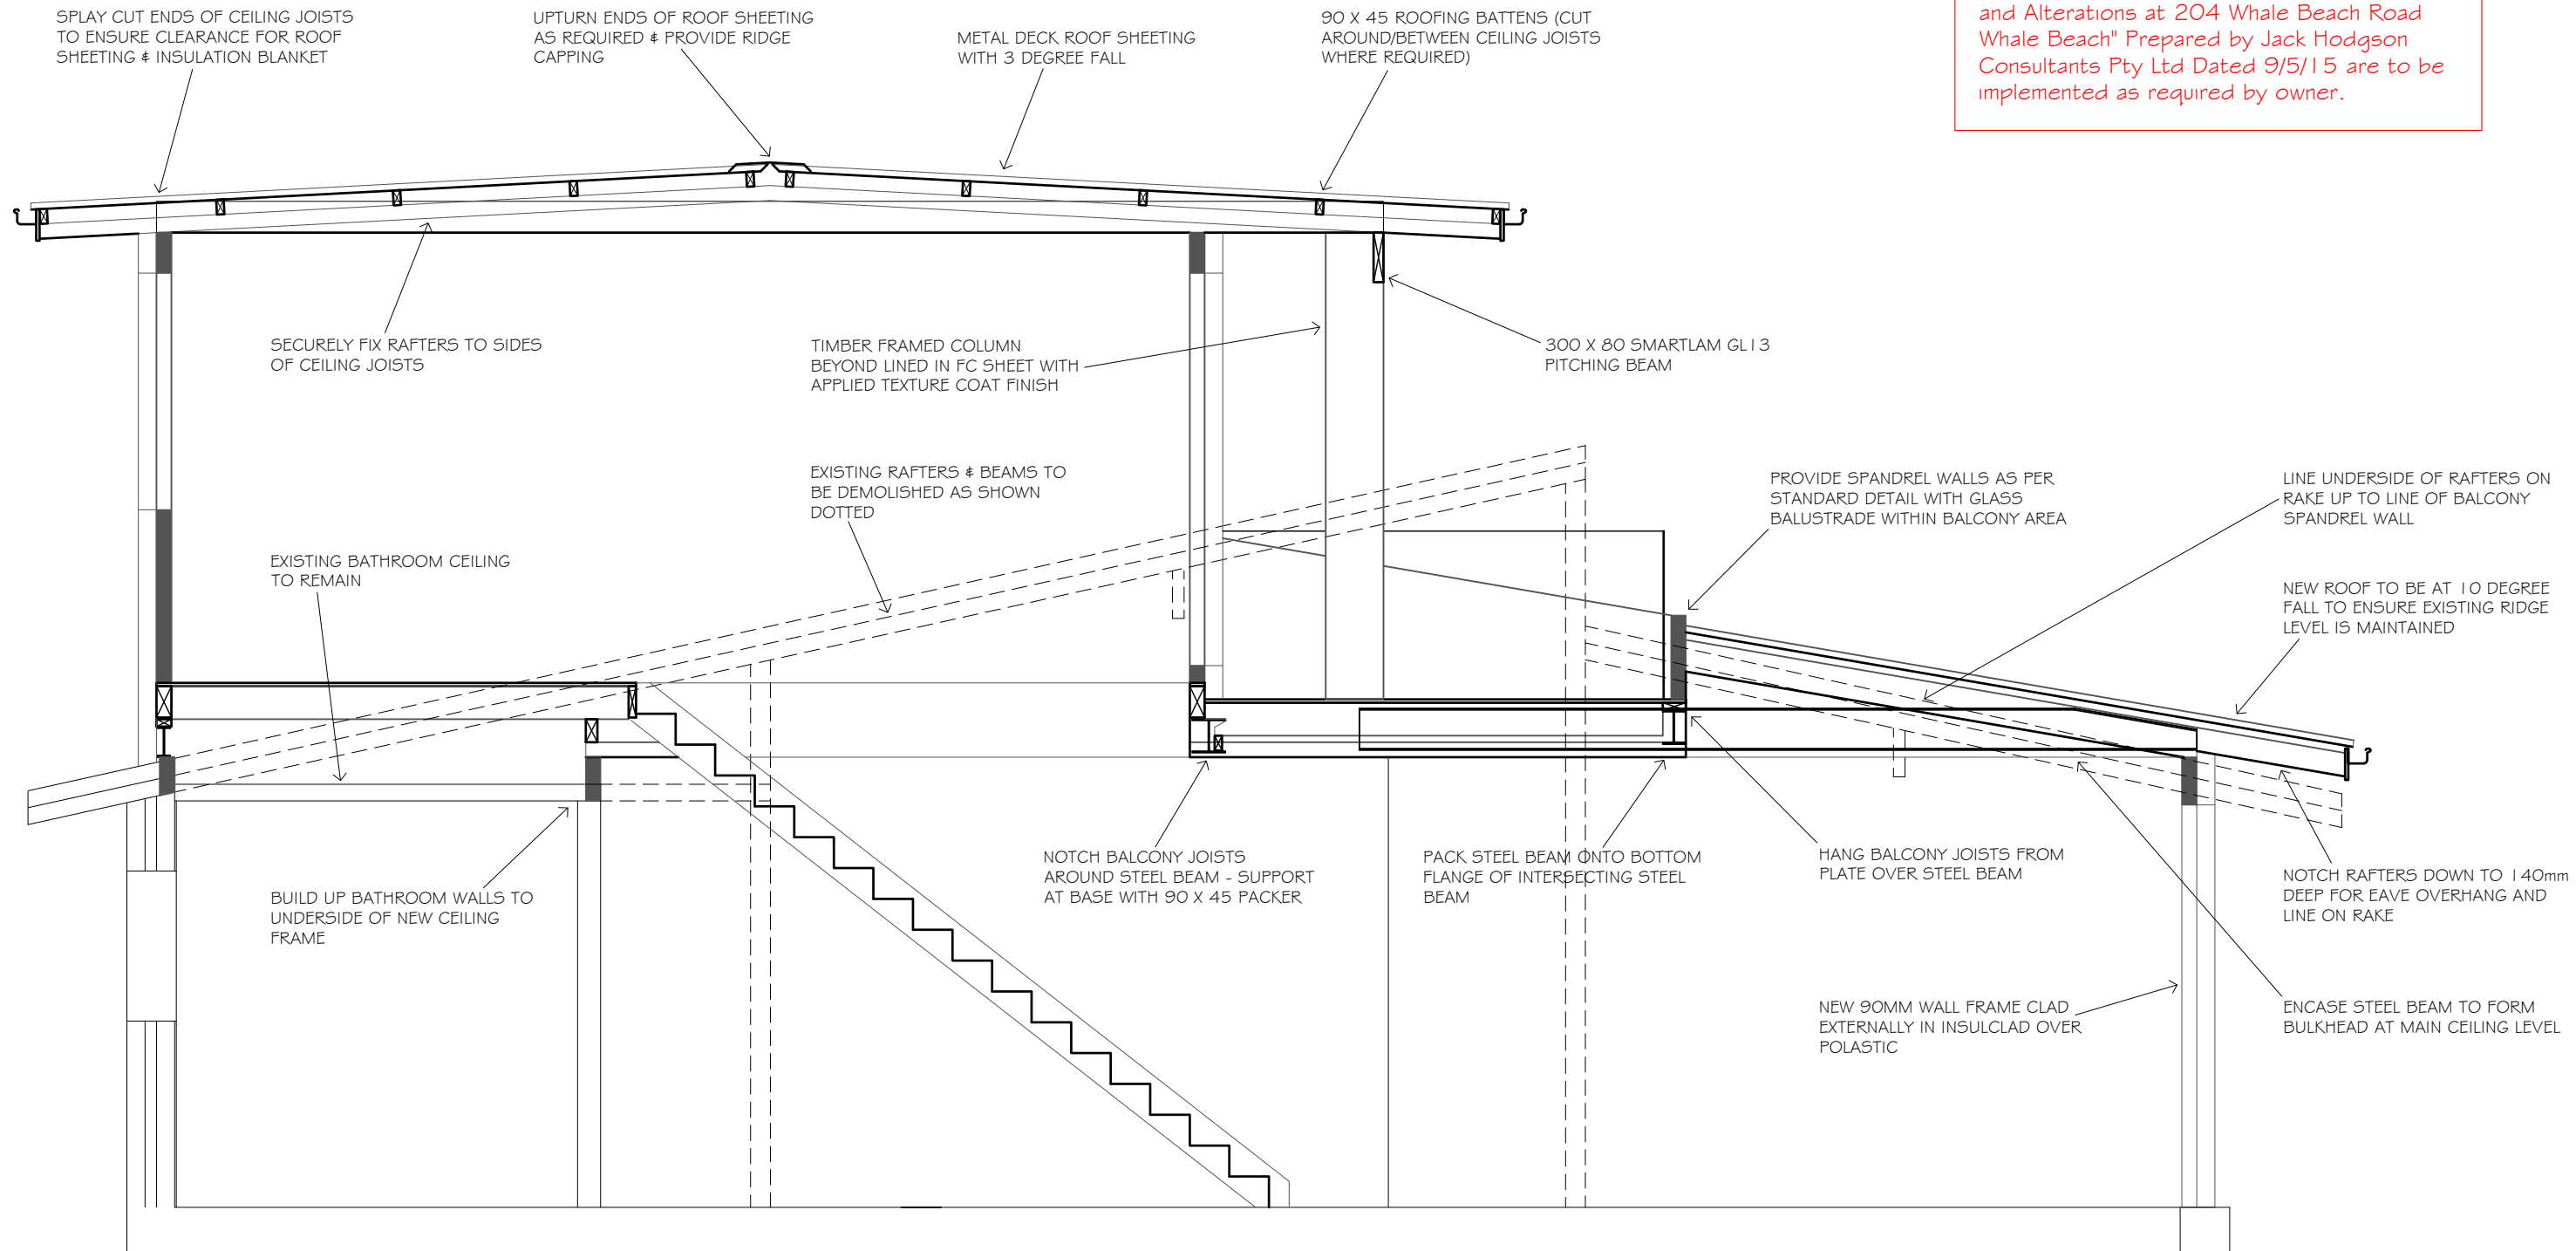 SPLAY CUT ENDS OF CEILING JOISTS
TO ENSURE CLEARANCE FOR ROOF
SHEETING & INSULATION BLANKET
UPTURN ENDS OF ROOF SHEETING
AS REQUIRED & PROVIDE RIDGE
CAPPING
METAL DECK ROOF SHEETING
WITH 3 DEGREE FALL
90 X 45 ROOFING BATTENS (CUT
AROUND/BETWEEN CEILING JOISTS
WHERE REQUIRED)
and Alterations at 204 Whale Beach Road
Whale Beach" Prepared by Jack Hodgson
Consultants Pty Ltd Dated 9/5/15 are to be
implemented as required by owner.
SECURELY FIX RAFTERS TO SIDES
OF CEILING JOISTS
TIMBER FRAMED COLUMN
BEYOND LINED IN FC SHEET WITH
APPLIED TEXTURE COAT FINISH
300 X 80 SMARTLAM GL13
PITCHING BEAM
EXISTING RAFTERS & BEAMS TO
BE DEMOLISHED AS SHOWN
DOTTED
PROVIDE SPANDREL WALLS AS PER
STANDARD DETAIL WITH GLASS
BALUSTRADE WITHIN BALCONY AREA
LINE UNDERSIDE OF RAFTERS ON
RAKE UP TO LINE OF BALCONY
SPANDREL WALL
EXISTING BATHROOM CEILING
TO REMAIN
NEW ROOF TO BE AT 10 DEGREE
FALL TO ENSURE EXISTING RIDGE
LEVEL IS MAINTAINED
BUILD UP BATHROOM WALLS TO
UNDERSIDE OF NEW CEILING
FRAME
NOTCH BALCONY JOISTS
AROUND STEEL BEAM - SUPPORT
AT BASE WITH 90 X 45 PACKER
PACK STEEL BEAM ONTO BOTTOM
FLANGE OF INTERSECTING STEEL
BEAM
HANG BALCONY JOISTS FROM
PLATE OVER STEEL BEAM
NOTCH RAFTERS DOWN TO 140mm
DEEP FOR EAVE OVERHANG AND
LINE ON RAKE
NEW 90MM WALL FRAME CLAD
EXTERNALLY IN INSULCLAD OVER
POLASTIC
ENCASE STEEL BEAM TO FORM
BULKHEAD AT MAIN CEILING LEVEL